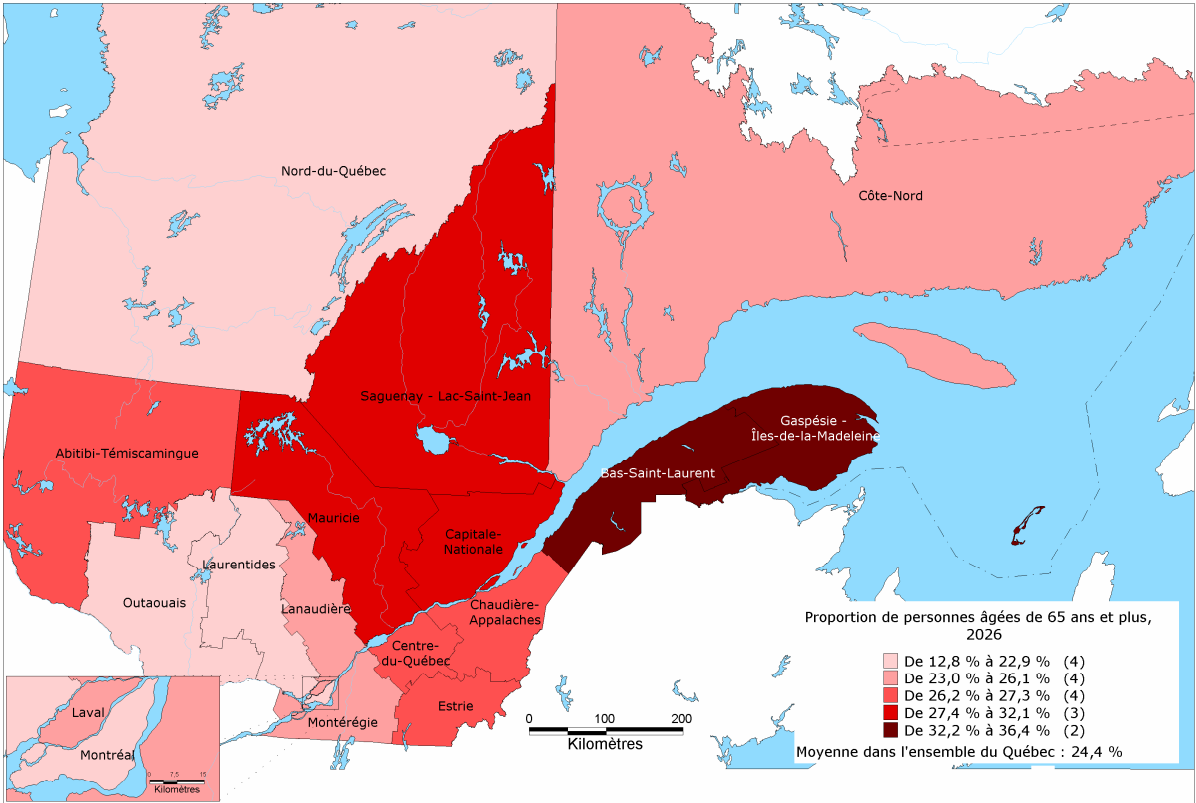 Nord-du-Québec
Côte-Nord
Saguenay - Lac-Saint-Jean
Gaspésie -
Îles-de-la-Madeleine
Abitibi-Témiscamingue
Bas-Saint-Laurent
Mauricie
Capitale-
Nationale
Laurentides
Outaouais
Lanaudière
Chaudière-
Appalaches
Centre-
du-Québec
Estrie
Montérégie
Laval
Montréal
0 7,5 15
Kilomètres
0 100 200
Kilomètres
Proportion de personnes âgées de 65 ans et plus,
2026
De 12,8 % à 22,9 % (4)
De 23,0 % à 26,1 % (4)
De 26,2 % à 27,3 % (4)
De 27,4 % à 32,1 % (3)
De 32,2 % à 36,4 % (2)
Moyenne dans l'ensemble du Québec : 24,4 %